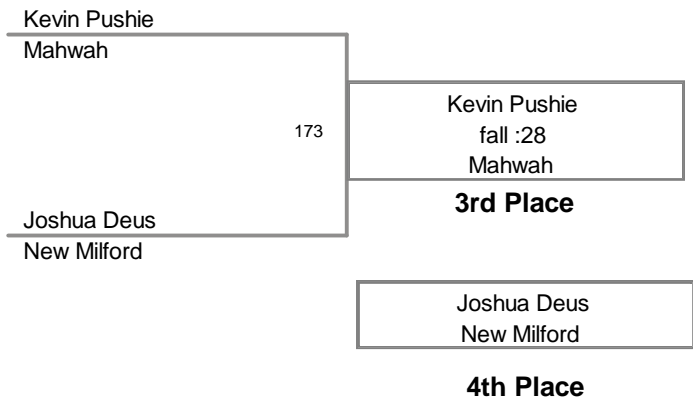 Kevin Pushie
Mahwah
173
Kevin Pushie
fall :28
Mahwah
3rd Place
Joshua Deus
New Milford
Joshua Deus
New Milford
4th Place